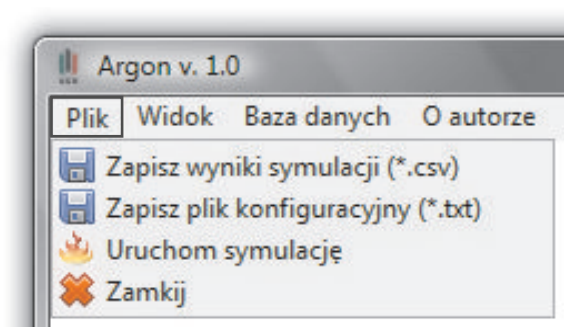 Argon v. 1.0
Plik Widok Baza danych O autorze
Zapisz wyniki symulacji (*.csv)
Zapisz plik konfiguracyjny (*.txt)
Uruchom symulację
Zamkij